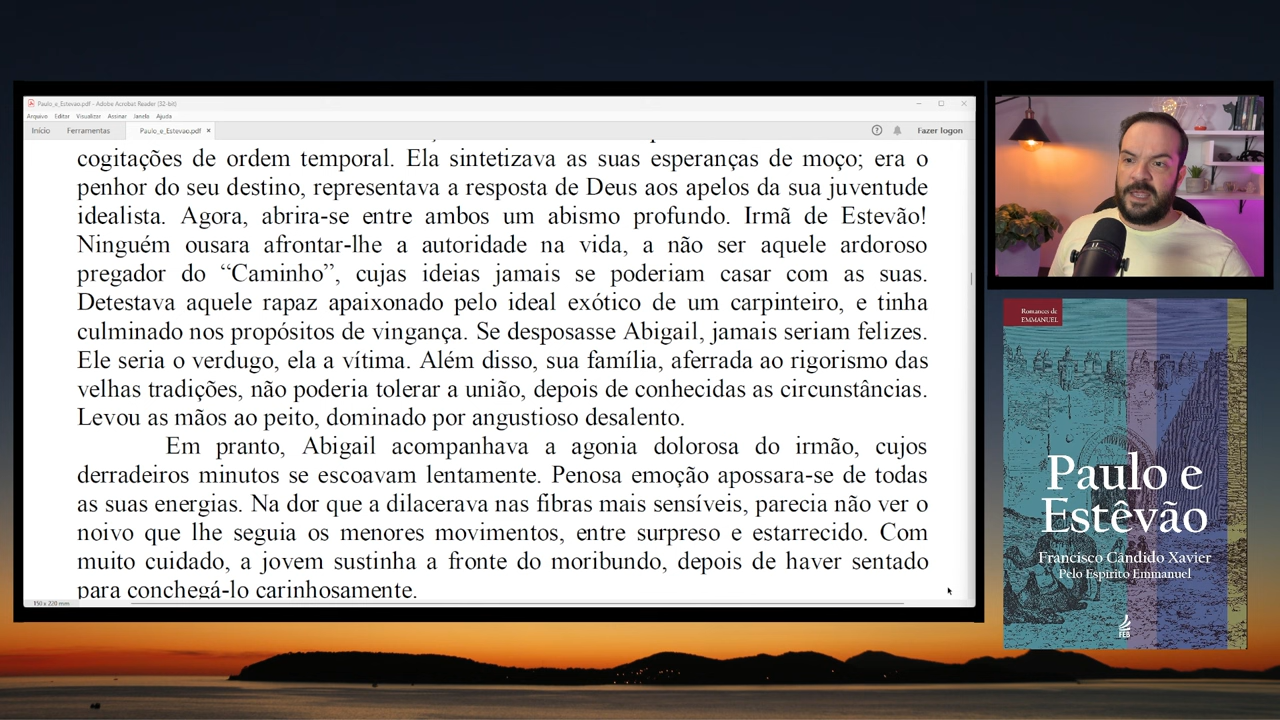 Paulo_e_Estevao.pdf - Adobe Acrobat Reader (32-bit)
Arquivo Editar Visualizar Assinar Janela Ajuda
Início Ferramentas Paulo_e_Estevao.pdf × Fazer logon
cogitações de ordem temporal. Ela sintetizava as suas esperanças de moço; era o
penhor do seu destino, representava a resposta de Deus aos apelos da sua juventude
idealista. Agora, abrira-se entre ambos um abismo profundo. Irmã de Estevão!
Ninguém ousara afrontar-lhe a autoridade na vida, a não ser aquele ardoroso
pregador do “Caminho”, cujas ideias jamais se poderiam casar com as suas.
Detestava aquele rapaz apaixonado pelo ideal exótico de um carpinteiro, e tinha
culminado nos propósitos de vingança. Se desposasse Abigail, jamais seriam felizes.
Ele seria o verdugo, ela a vítima. Além disso, sua família, aferrada ao rigorismo das
velhas tradições, não poderia tolerar a união, depois de conhecidas as circunstâncias.
Levou as mãos ao peito, dominado por angustioso desalento.
Em pranto, Abigail acompanhava a agonia dolorosa do irmão, cujos
derradeiros minutos se escoavam lentamente. Penosa emoção apossara-se de todas
as suas energias. Na dor que a dilacerava nas fibras mais sensíveis, parecia não ver o
noivo que lhe seguia os menores movimentos, entre surpreso e estarrecido. Com
muito cuidado, a jovem sustinha a fronte do moribundo, depois de haver sentado
para conchegá-lo carinhosamente.
150 x 220 mm
Romances de
EMMANUEL
Paulo e
Estêvão
Francisco Cândido Xavier
Pelo Espírito Emmanuel
FEB